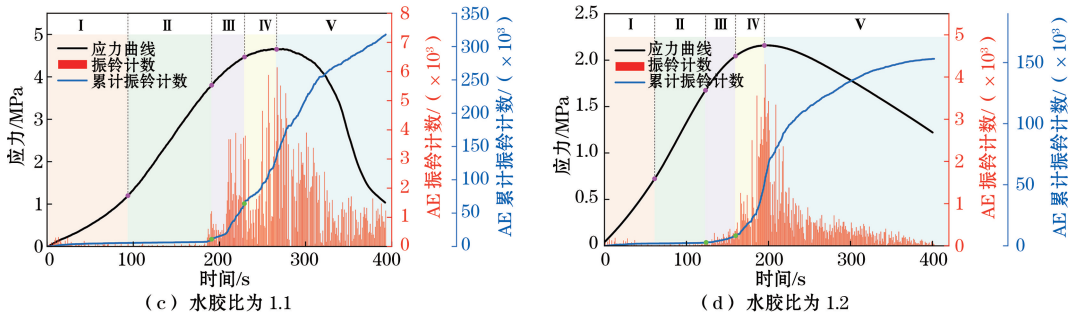 I II III IV V
5
4
3
2
1
0
应力/MPa
应力曲线
振铃计数
累计振铃计数
0 100 200 300 400
时间/s
8
7
6
5
4
3
2
1
0
AE 振铃计数/(×10³)
350
300
250
200
150
100
50
0
AE 累计振铃计数/(×10³)
(c) 水胶比为 1.1
I II III IV V
2.5
2.0
1.5
1.0
0.5
0
应力/MPa
应力曲线
振铃计数
累计振铃计数
0 100 200 300 400
时间/s
5
4
3
2
1
0
AE 振铃计数/(×10³)
150
100
50
0
AE 累计振铃计数/(×10³)
(d) 水胶比为 1.2